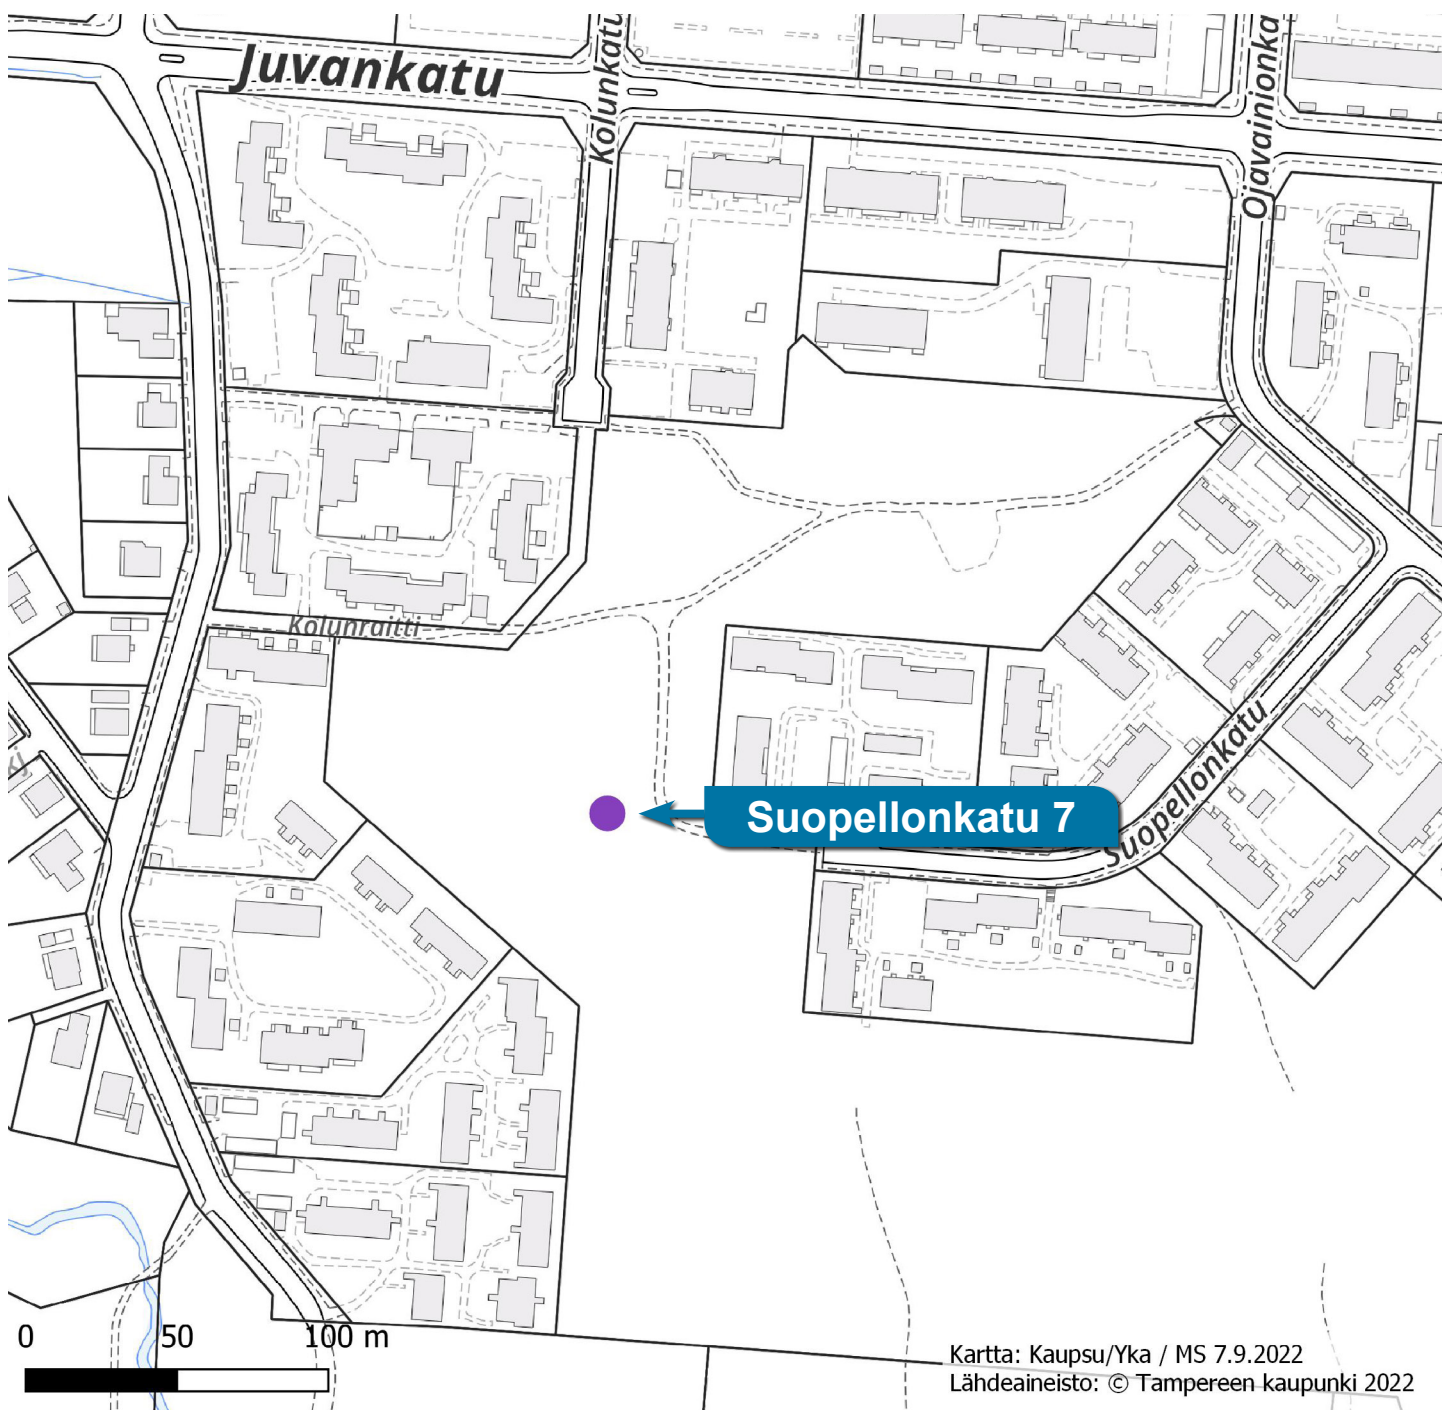 Juvankatu
Kolunkatu
Ojavainionka
Kolunraitti
Suopellonkatu 7
Suopellonkatu
0 50 100 m
Kartta: Kaupsu/Yka / MS 7.9.2022
Lähdeaineisto: © Tampereen kaupunki 2022